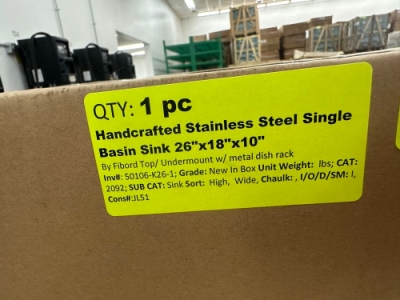 QTY: 1 pc
Handcrafted Stainless Steel Single
Basin Sink 26"x18"x10"
By Fibord Top/ Undermount w/ metal dish rack
Inv#: 50106-K26-1; Grade: New In Box Unit Weight: lbs; CAT:
2092; SUB CAT: Sink Sort: High, Wide, Chaulk: , I/O/D/SM: l,
Cons#:JL51